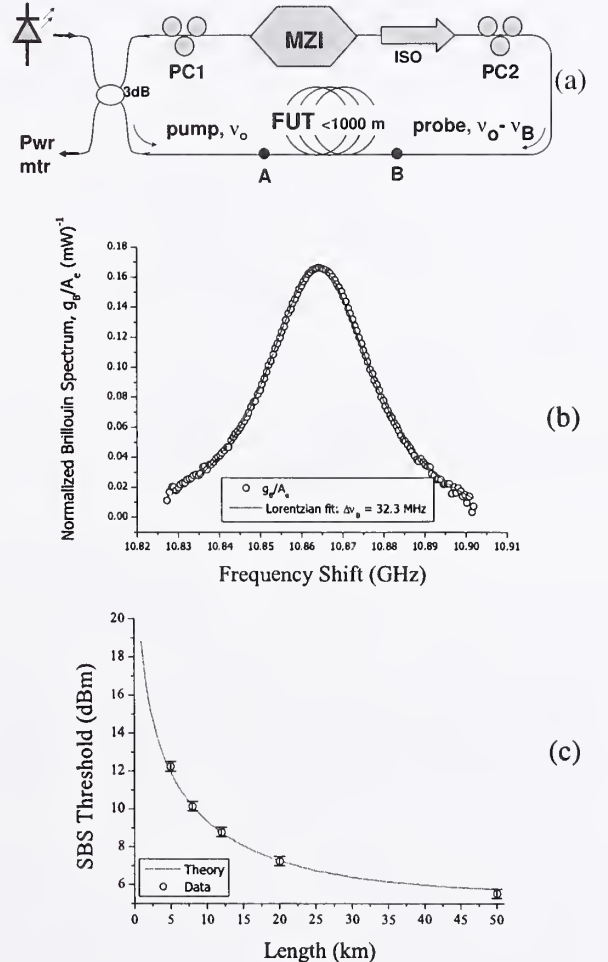 3dB
PC1
MZI
ISO
PC2
(a)
Pwr
mtr
pump, νₒ
FUT <1000 m
probe, νₒ- νB
A
B
Normalized Brillouin Spectrum, gB/Ae (mW)⁻¹
0.18
0.16
0.14
0.12
0.10
0.08
0.06
0.04
0.02
0.00
gB/Ae
Lorentzian fit: ΔνB = 32.3 MHz
10.82 10.83 10.84 10.85 10.86 10.87 10.88 10.89 10.90 10.91
Frequency Shift (GHz)
(b)
SBS Threshold (dBm)
20
18
16
14
12
10
8
6
Theory
Data
0 5 10 15 20 25 30 35 40 45 50
Length (km)
(c)